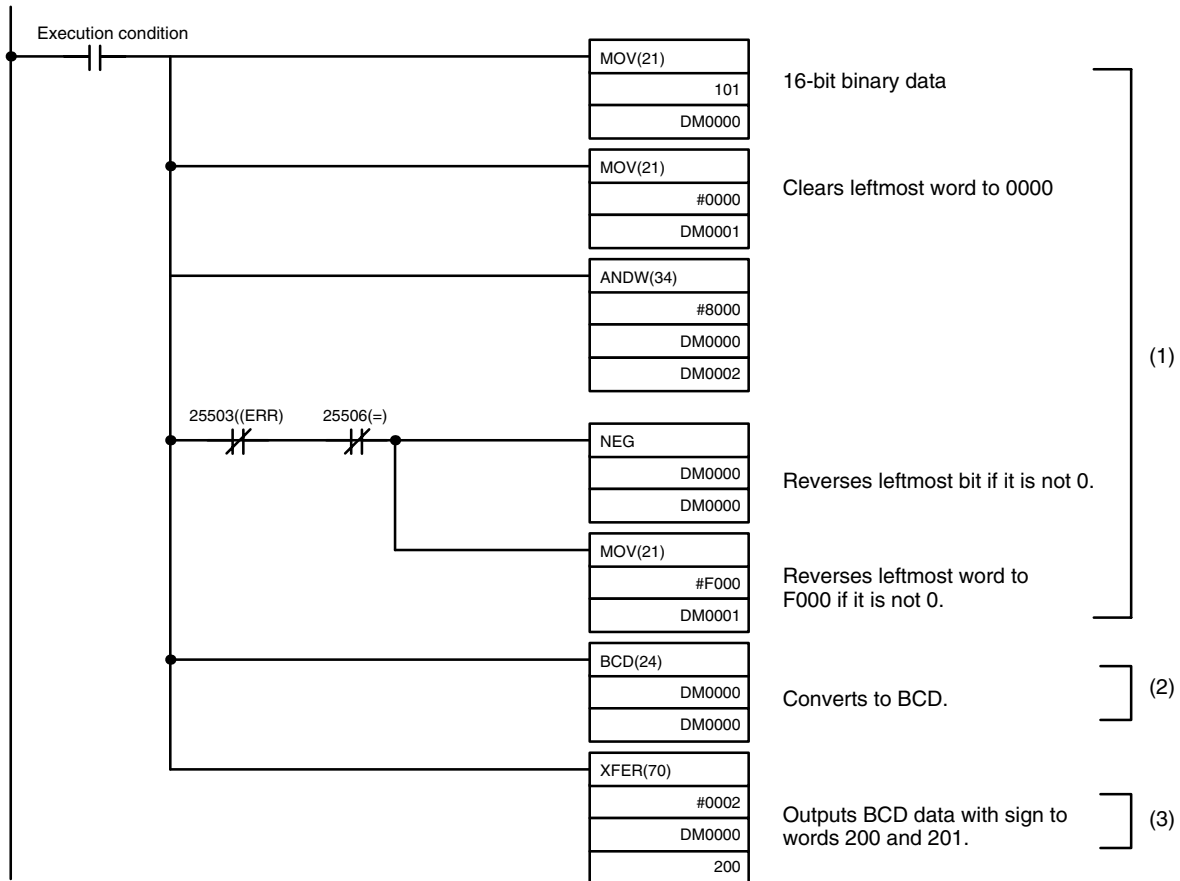 Execution condition
MOV(21)
101
DM0000
16-bit binary data
MOV(21)
#0000
DM0001
Clears leftmost word to 0000
ANDW(34)
#8000
DM0000
DM0002
(1)
25503((ERR)
25506(=)
NEG
DM0000
DM0000
Reverses leftmost bit if it is not 0.
MOV(21)
#F000
DM0001
Reverses leftmost word to
F000 if it is not 0.
BCD(24)
DM0000
DM0000
Converts to BCD.
(2)
XFER(70)
#0002
DM0000
200
Outputs BCD data with sign to
words 200 and 201.
(3)